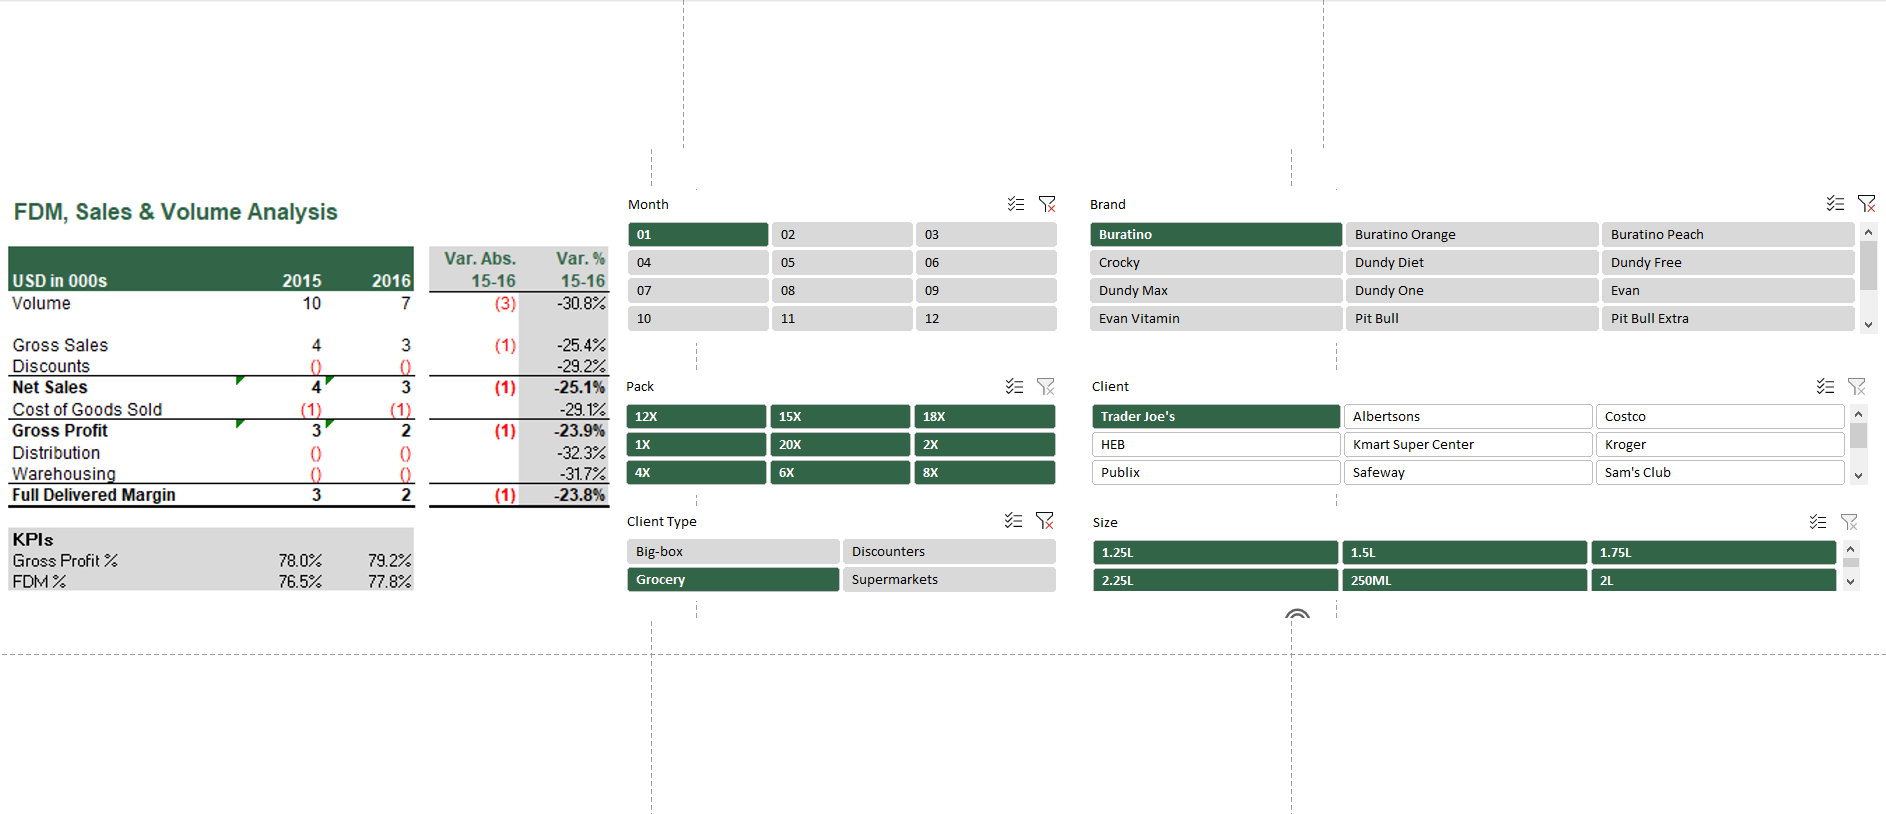 FDM, Sales & Volume Analysis
USD in 000s 2015 2016 Var. Abs. 15-16 Var. % 15-16
Volume 10 7 (3) -30.8%
Gross Sales 4 3 (1) -25.4%
Discounts () () -29.2%
Net Sales 4 3 (1) -25.1%
Cost of Goods Sold (1) (1) -29.1%
Gross Profit 3 2 (1) -23.9%
Distribution () () -32.3%
Warehousing () () -31.7%
Full Delivered Margin 3 2 (1) -23.8%
KPIs
Gross Profit % 78.0% 79.2%
FDM % 76.5% 77.8%
Month
01 02 03
04 05 06
07 08 09
10 11 12
Brand
Buratino Buratino Orange Buratino Peach
Crocky Dundy Diet Dundy Free
Dundy Max Dundy One Evan
Evan Vitamin Pit Bull Pit Bull Extra
Pack
12X 15X 18X
1X 20X 2X
4X 6X 8X
Client
Trader Joe's Albertsons Costco
HEB Kmart Super Center Kroger
Publix Safeway Sam's Club
Client Type
Big-box Discounters
Grocery Supermarkets
Size
1.25L 1.5L 1.75L
2.25L 250ML 2L